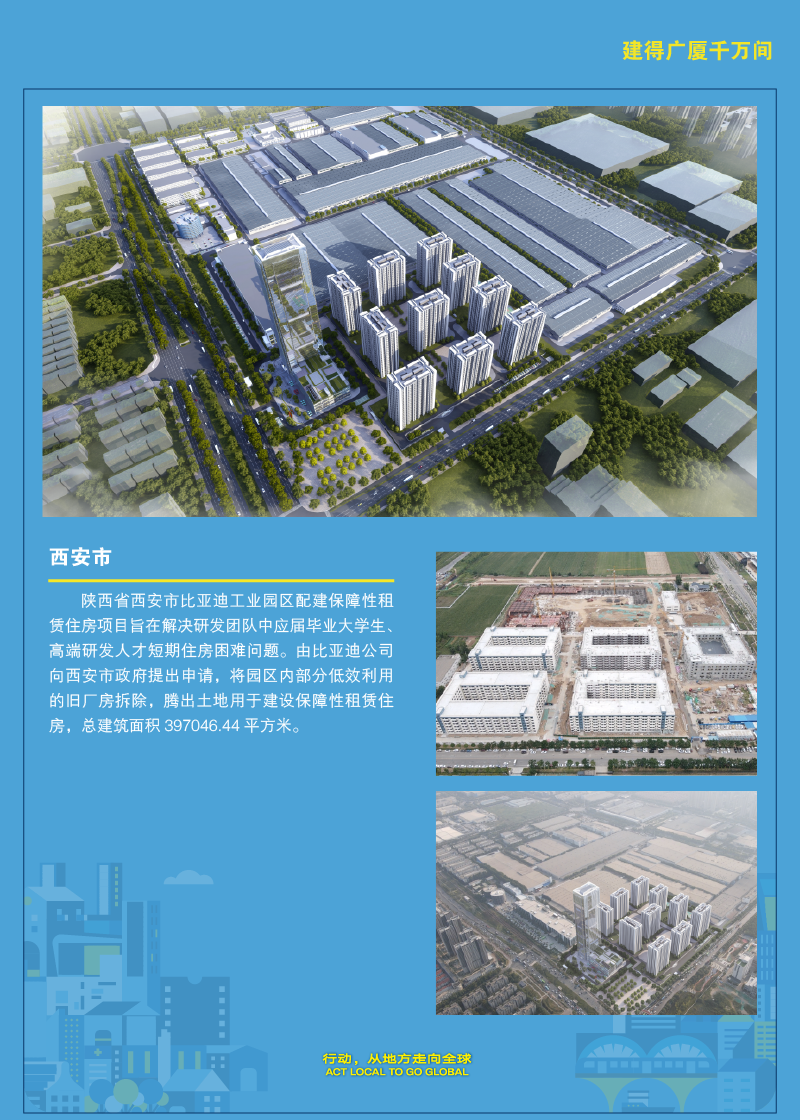 建得广厦千万间
西安市
陕西省西安市比亚迪工业园区配建保障性租
赁住房项目旨在解决研发团队中应届毕业大学生、
高端研发人才短期住房困难问题。由比亚迪公司
向西安市政府提出申请，将园区内部分低效利用
的旧厂房拆除，腾出土地用于建设保障性租赁住
房，总建筑面积 397046.44 平方米。
行动，从地方走向全球
ACT LOCAL TO GO GLOBAL